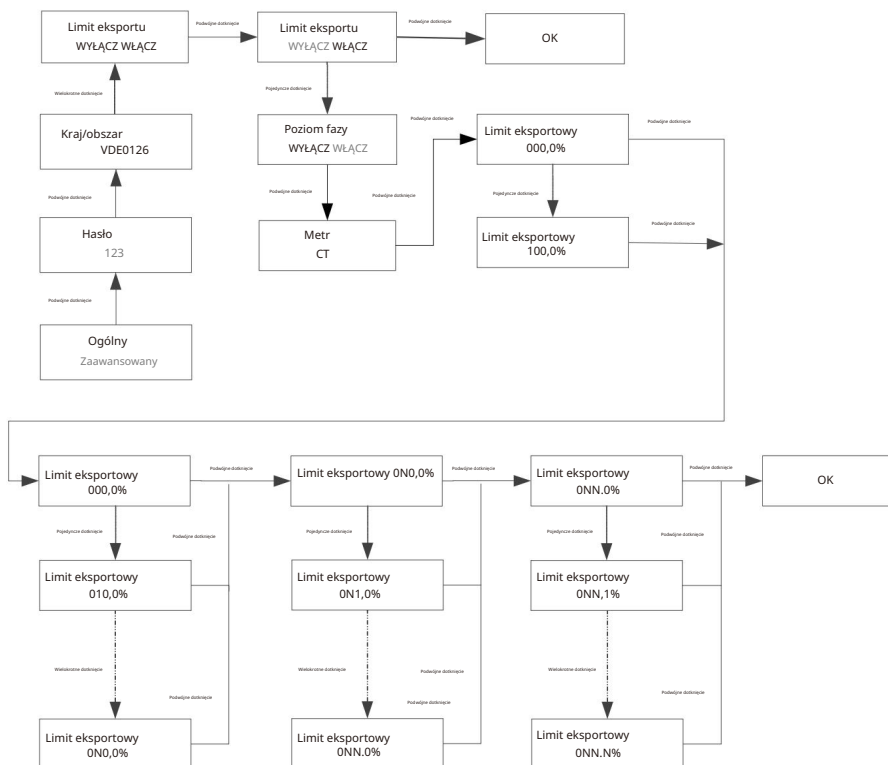 Limit eksportu
WYŁĄCZ WŁĄCZ
Podwójne dotknięcie
Limit eksportu
WYŁĄCZ WŁĄCZ
Podwójne dotknięcie
OK
Wielokrotne dotknięcie
Pojedyncze dotknięcie
Kraj/obszar
VDE0126
Poziom fazy
WYŁĄCZ WŁĄCZ
Podwójne dotknięcie
Limit eksportowy
000,0%
Podwójne dotknięcie
Podwójne dotknięcie
Podwójne dotknięcie
Podwójne dotknięcie
Pojedyncze dotknięcie
Hasło
123
Metr
CT
Limit eksportowy
100,0%
Podwójne dotknięcie
Podwójne dotknięcie
Ogólny
Zaawansowany
Limit eksportowy
000,0%
Podwójne dotknięcie
Limit eksportowy 0N0,0%
Podwójne dotknięcie
Limit eksportowy
0NN.0%
Podwójne dotknięcie
OK
Pojedyncze dotknięcie
Podwójne dotknięcie
Pojedyncze dotknięcie
Podwójne dotknięcie
Pojedyncze dotknięcie
Podwójne dotknięcie
Limit eksportowy
010,0%
Limit eksportowy
0N1,0%
Limit eksportowy
0NN,1%
Wielokrotne dotknięcie
Wielokrotne dotknięcie
Podwójne dotknięcie
Wielokrotne dotknięcie
Podwójne dotknięcie
Podwójne dotknięcie
Podwójne dotknięcie
Limit eksportowy
0N0,0%
Limit eksportowy
0NN.0%
Limit eksportowy
0NN.N%